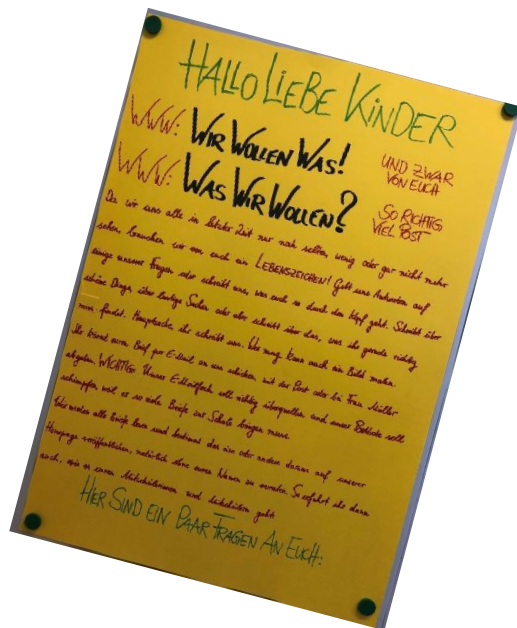 HALLO LIEBE KINDER
WWW: WIR WOLLEN WAS! UND ZWAR VON EUCH
WWW: WAS WIR WOLLEN? SO RICHTIG VIEL POST
Da wir uns alle in letzter Zeit nur noch selten, wenig oder gar nicht mehr
sehen, brauchen wir von euch ein LEBENSZEICHEN! Gebt uns Antworten auf
einige unserer Fragen oder schreibt uns, was euch so durch den Kopf geht. Schreibt über
schöne Dinge, über lustige Sachen oder aber schreibt über das, was ihr gerade richtig
findet. Hauptsache, ihr schreibt uns. Wer mag, kann auch ein Bild malen.
Ihr könnt euren Brief per E-Mail an uns schicken, mit der Post oder bei Frau Müller
abgeben. WICHTIG: Unser E-Mailfach soll richtig überquellen und unser Postbote soll
schimpfen, weil er so viele Briefe zur Schule bringen muss.
Wir werden alle Briefe lesen und bestimmt das ein oder andere daraus auf unserer
Homepage veröffentlichen, natürlich ohne euren Namen zu verraten. So erfahrt ihr dann
auch, wie es euren Mitschülerinnen und Mitschülern geht.
HIER SIND EIN PAAR FRAGEN AN EUCH: